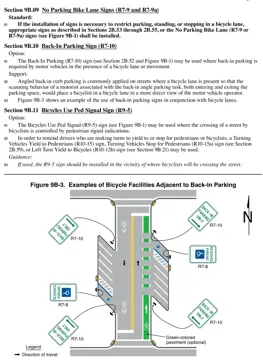 Section 9B.09 No Parking Bike Lane Signs (R7-9 and R7-9a)
Standard:
If the installation of signs is necessary to restrict parking, standing, or stopping in a bicycle lane,
appropriate signs as described in Sections 2B.53 through 2B.55, or the No Parking Bike Lane (R7-9 or
R7-9a) signs (see Figure 9B-1) shall be installed.
Section 9B.10 Back-In Parking Sign (R7-10)
Option:
The Back-In Parking (R7-10) sign (see Section 2B.52 and Figure 9B-1) may be used where back-in parking is
required by motor vehicles in the presence of a bicycle lane or movement.
Support:
Angled back-in curb parking is commonly applied on streets where a bicycle lane is present so that the
scanning behavior of a motorist associated with the back-in angle parking task, both entering and exiting the
parking space, would place a bicyclist in a bicycle lane in a more direct view of the motor vehicle operator.
Figure 9B-3 shows an example of the use of back-in parking signs in conjunction with bicycle lanes.
Section 9B.11 Bicycles Use Ped Signal Sign (R9-5)
Option:
The Bicycles Use Ped Signal (R9-5) sign (see Figure 9B-1) may be used where the crossing of a street by
bicyclists is controlled by pedestrian signal indications.
In order to remind drivers who are making turns to yield to or stop for pedestrians or bicyclists, a Turning
Vehicles Yield to Pedestrians (R10-15) sign, Turning Vehicles Stop for Pedestrians (R10-15a) sign (see Section
2B.59), or Left Turn Yield to Bicycles (R10-12b) sign (see Section 9B.21) may be used.
Guidance:
If used, the R9-5 sign should be installed in the vicinity of where bicyclists will be crossing the street.
Figure 9B-3. Examples of Bicycle Facilities Adjacent to Back-In Parking
N
R7-10
R7-10
R7-8
R7-8
R7-10
R7-10
Legend
Direction of travel
Green-colored
pavement (optional)